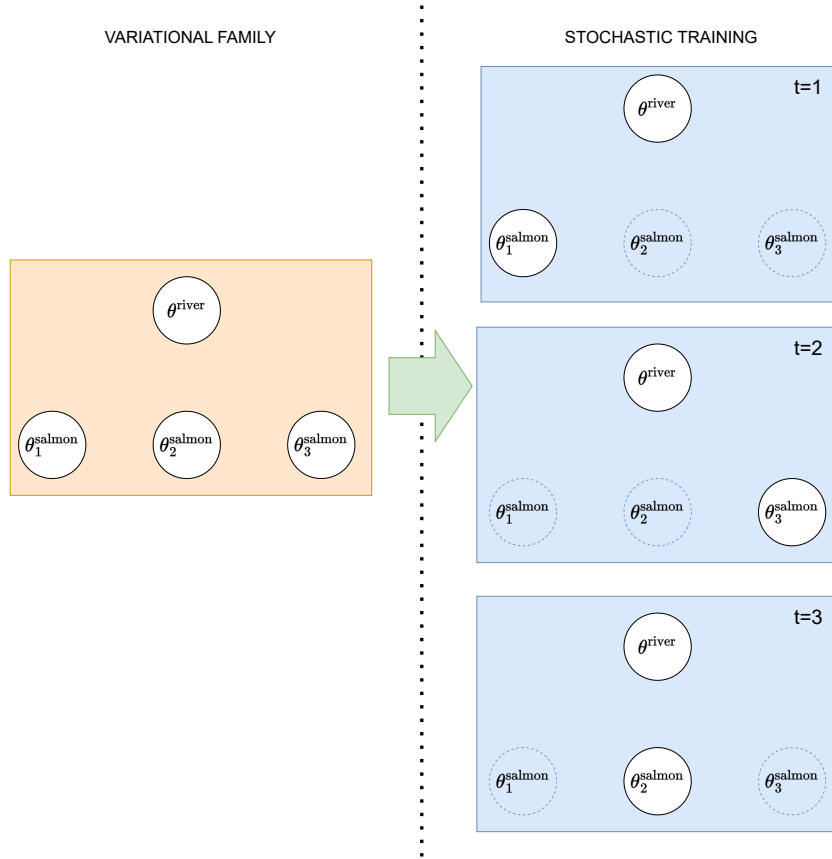 VARIATIONAL FAMILY
θ^river
θ_1^salmon θ_2^salmon θ_3^salmon
STOCHASTIC TRAINING
t=1
θ^river
θ_1^salmon θ_2^salmon θ_3^salmon
t=2
θ^river
θ_1^salmon θ_2^salmon θ_3^salmon
t=3
θ^river
θ_1^salmon θ_2^salmon θ_3^salmon